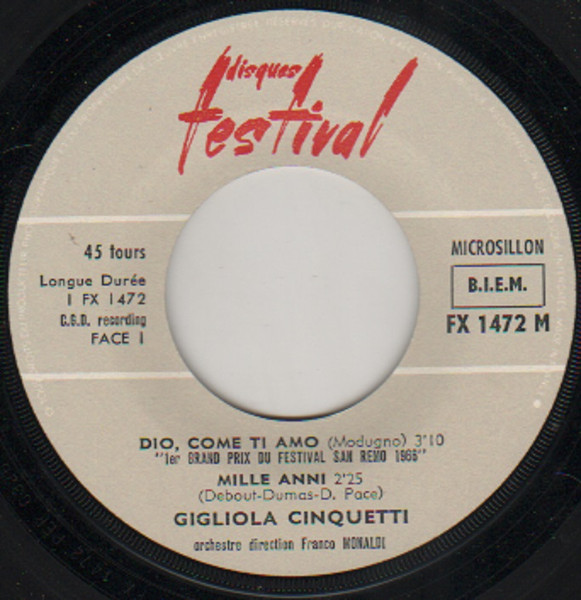 disques
festival
45 tours
Longue Durée
1 FX 1472
C.G.D. recording
FACE 1
MICROSILLON
B.I.E.M.
FX 1472 M
DIO, COME TI AMO (Modugno) 3'10
"1er GRAND PRIX DU FESTIVAL SAN REMO 1966"
MILLE ANNI 2'25
(Debout-Dumas-D. Pace)
GIGLIOLA CINQUETTI
orchestre direction Franco MONALDI